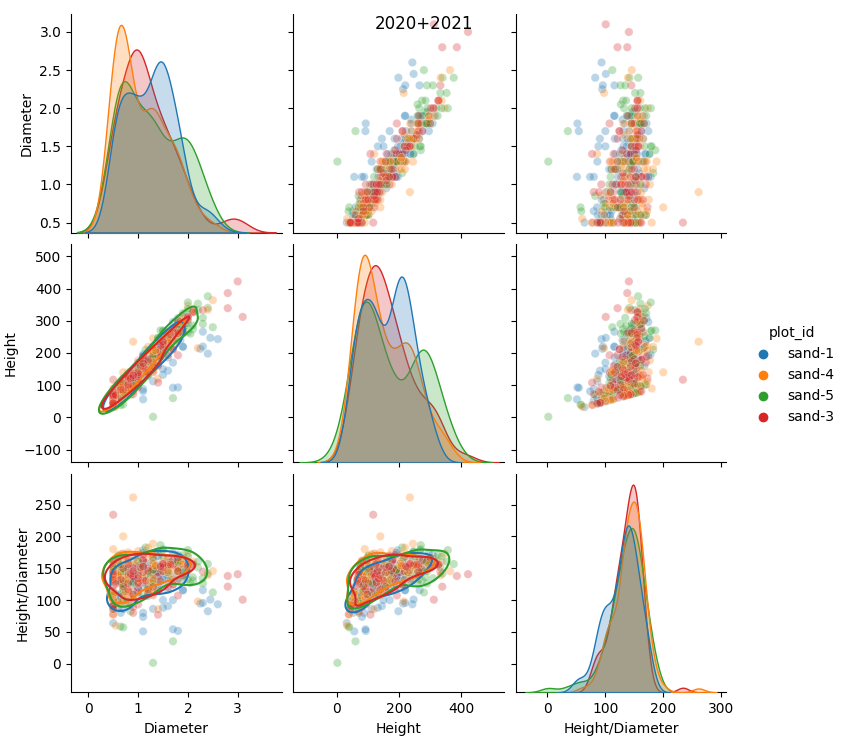 2020+2021
Diameter
3.0
2.5
2.0
1.5
1.0
0.5
Height
500
400
300
200
100
0
−100
plot_id
sand-1
sand-4
sand-5
sand-3
Height/Diameter
250
200
150
100
50
0
0 1 2 3
0 200 400
0 100 200 300
Diameter
Height
Height/Diameter